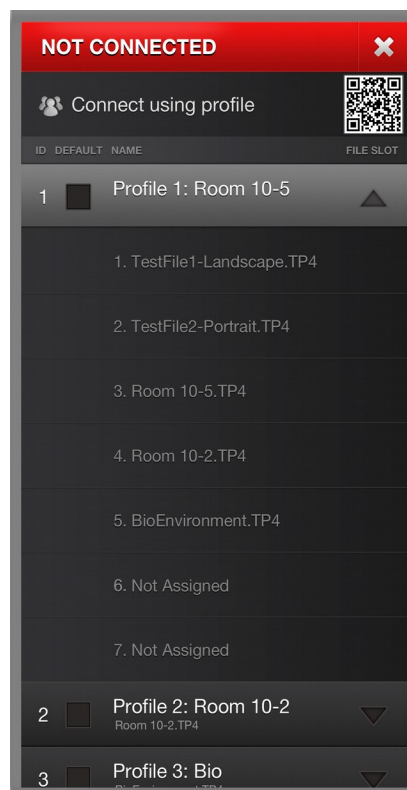 NOT CONNECTED
Connect using profile
ID DEFAULT NAME FILE SLOT
1 Profile 1: Room 10-5
1. TestFile1-Landscape.TP4
2. TestFile2-Portrait.TP4
3. Room 10-5.TP4
4. Room 10-2.TP4
5. BioEnvironment.TP4
6. Not Assigned
7. Not Assigned
2 Profile 2: Room 10-2
Room 10-2.TP4
3 Profile 3: Bio